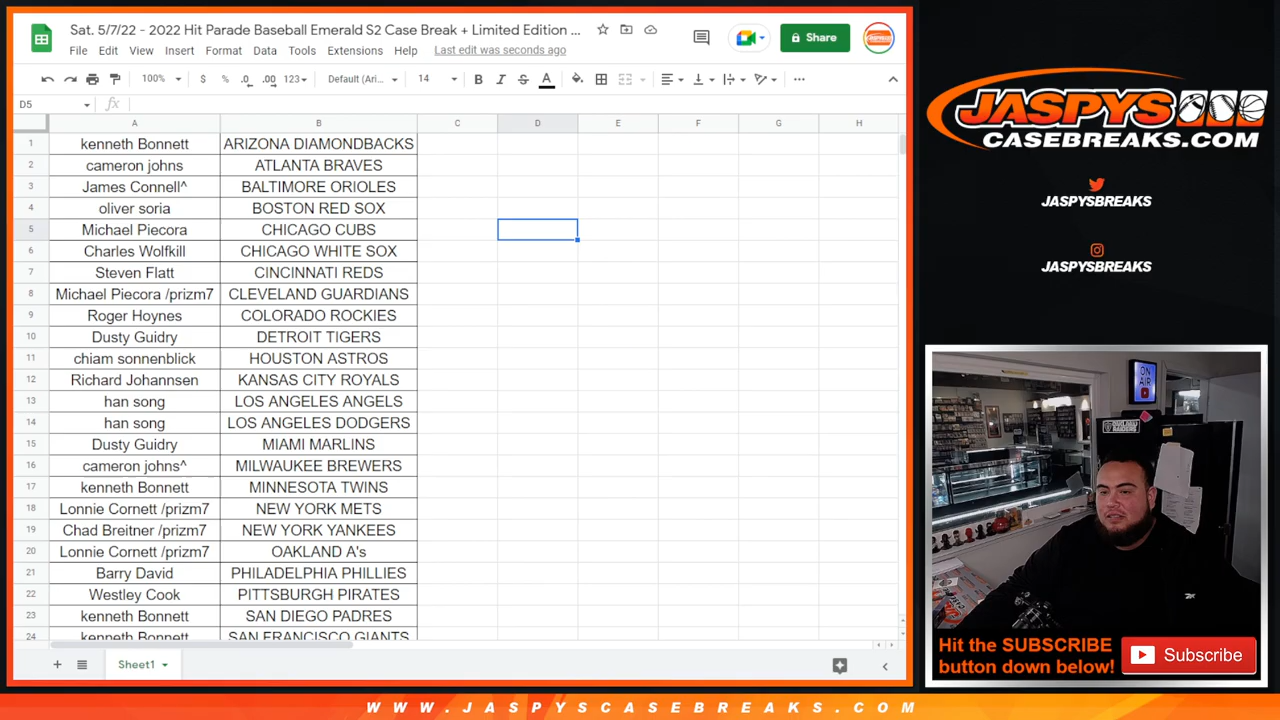 Sat. 5/7/22 - 2022 Hit Parade Baseball Emerald S2 Case Break + Limited Edition ...
Share
File Edit View Insert Format Data Tools Extensions Help Last edit was seconds ago
100% $ % .0 .00 123 Default (Ari... 14 B I S A
D5 fx
A B C D E F G H
1 kenneth Bonnett ARIZONA DIAMONDBACKS
2 cameron johns ATLANTA BRAVES
3 James Connell^ BALTIMORE ORIOLES
4 oliver soria BOSTON RED SOX
5 Michael Piecora CHICAGO CUBS
6 Charles Wolfkill CHICAGO WHITE SOX
7 Steven Flatt CINCINNATI REDS
8 Michael Piecora /prizm7 CLEVELAND GUARDIANS
9 Roger Hoynes COLORADO ROCKIES
10 Dusty Guidry DETROIT TIGERS
11 chiam sonnenblick HOUSTON ASTROS
12 Richard Johannsen KANSAS CITY ROYALS
13 han song LOS ANGELES ANGELS
14 han song LOS ANGELES DODGERS
15 Dusty Guidry MIAMI MARLINS
16 cameron johns^ MILWAUKEE BREWERS
17 kenneth Bonnett MINNESOTA TWINS
18 Lonnie Cornett /prizm7 NEW YORK METS
19 Chad Breitner /prizm7 NEW YORK YANKEES
20 Lonnie Cornett /prizm7 OAKLAND A's
21 Barry David PHILADELPHIA PHILLIES
22 Westley Cook PITTSBURGH PIRATES
23 kenneth Bonnett SAN DIEGO PADRES
24 kenneth Bonnett SAN FRANCISCO GIANTS
Sheet1
JASPYS
CASEBREAKS.COM
JASPYSBREAKS
JASPYSBREAKS
ON
AIR
Hit the SUBSCRIBE
button down below!
Subscribe
WWW.JASPYSCASEBREAKS.COM